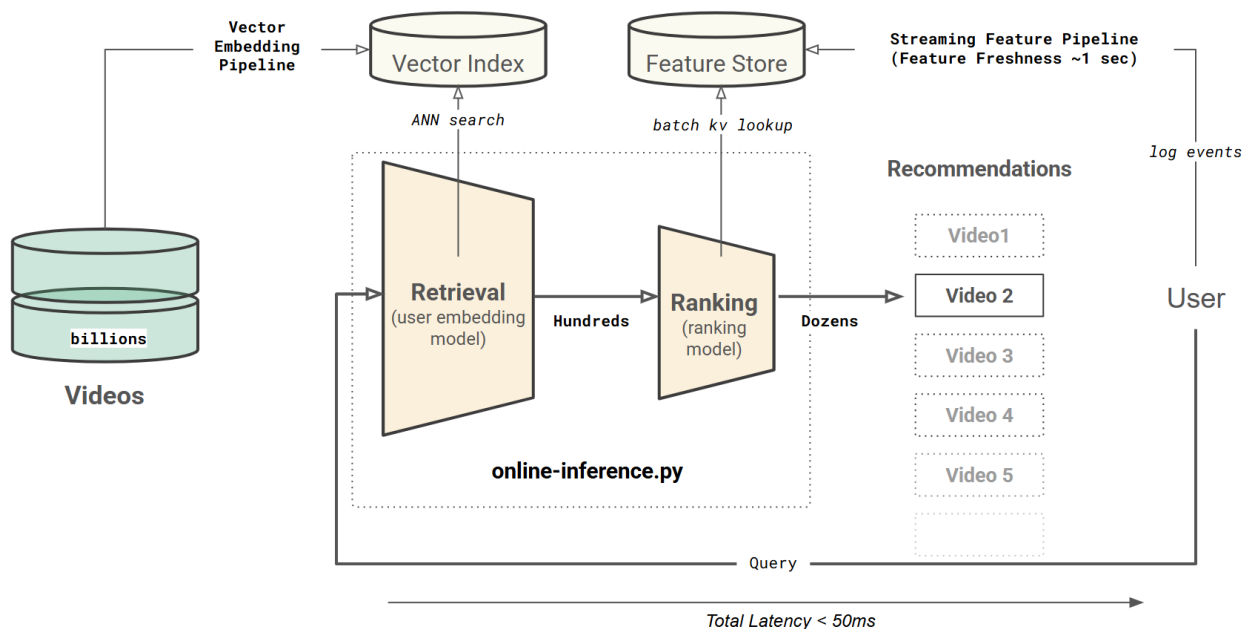 Vector
Embedding
Pipeline
Vector Index
Feature Store
Streaming Feature Pipeline
(Feature Freshness ~1 sec)
ANN search
batch kv lookup
log events
Recommendations
Video1
Video 2
Video 3
Video 4
Video 5
billions
Videos
Retrieval
(user embedding
model)
Hundreds
Ranking
(ranking
model)
Dozens
User
online-inference.py
Query
Total Latency < 50ms